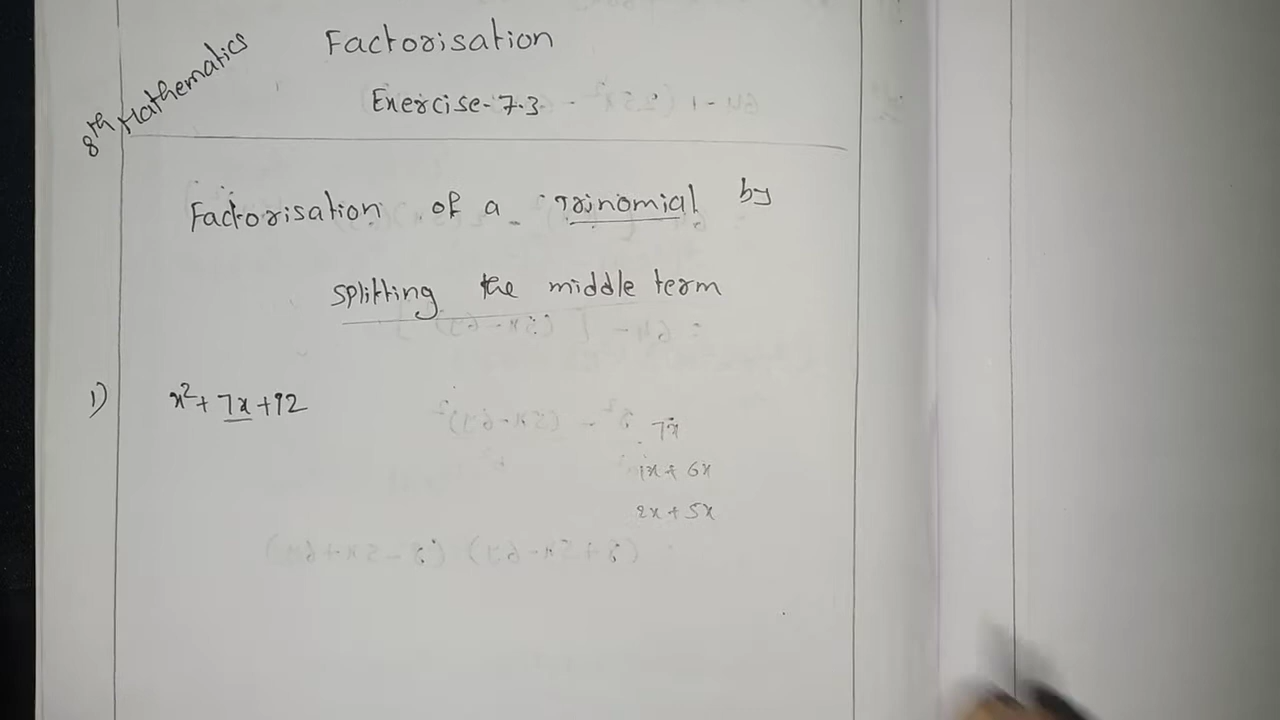 8th Mathematics
Factorisation
Exercise-7.3
Factorisation of a Trinomial by
splitting the middle term
1) x²+ 7x +12
7x
1x + 6x
2x + 5x